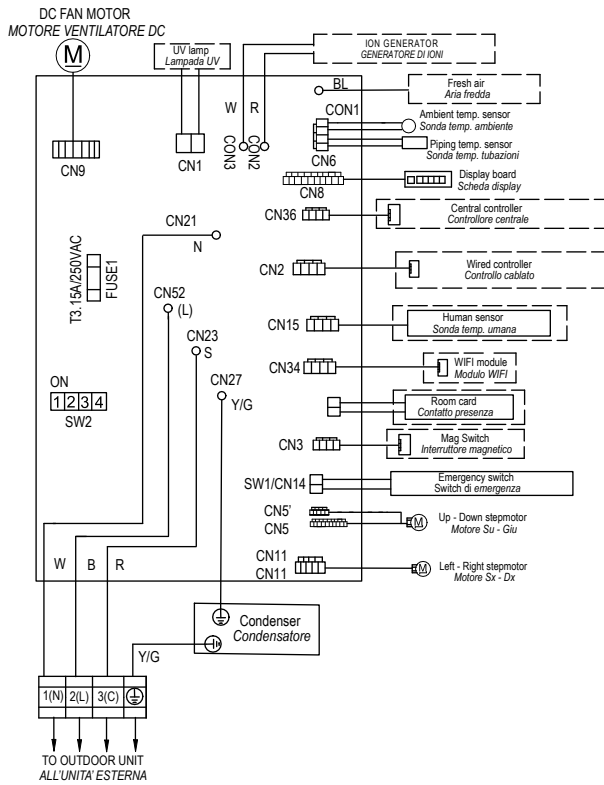 DC FAN MOTOR
MOTORE VENTILATORE DC
M
CN9
UV lamp
Lampada UV
CN1
ION GENERATOR
GENERATORE DI IONI
W R
CON3
CON2
BL
Fresh air
Aria fredda
CON1
Ambient temp. sensor
Sonda temp. ambiente
Piping temp. sensor
Sonda temp. tubazioni
CN6
CN8
Display board
Scheda display
CN36
Central controller
Controllore centrale
CN21
N
CN2
Wired controller
Controllo cablato
T3.15A/250VAC
FUSE1
CN52
(L)
CN15
Human sensor
Sonda temp. umana
CN23
S
CN34
WIFI module
Modulo WIFI
CN27
Y/G
ON
1 2 3 4
SW2
Room card
Contatto presenza
CN3
Mag Switch
Interruttore magnetico
SW1/CN14
Emergency switch
Switch di emergenza
CN5'
CN5
M
Up - Down stepmotor
Motore Su - Giu
CN11
CN11
M
Left - Right stepmotor
Motore Sx - Dx
W B R
Condenser
Condensatore
Y/G
1(N) 2(L) 3(C)
TO OUTDOOR UNIT
ALL'UNITA' ESTERNA